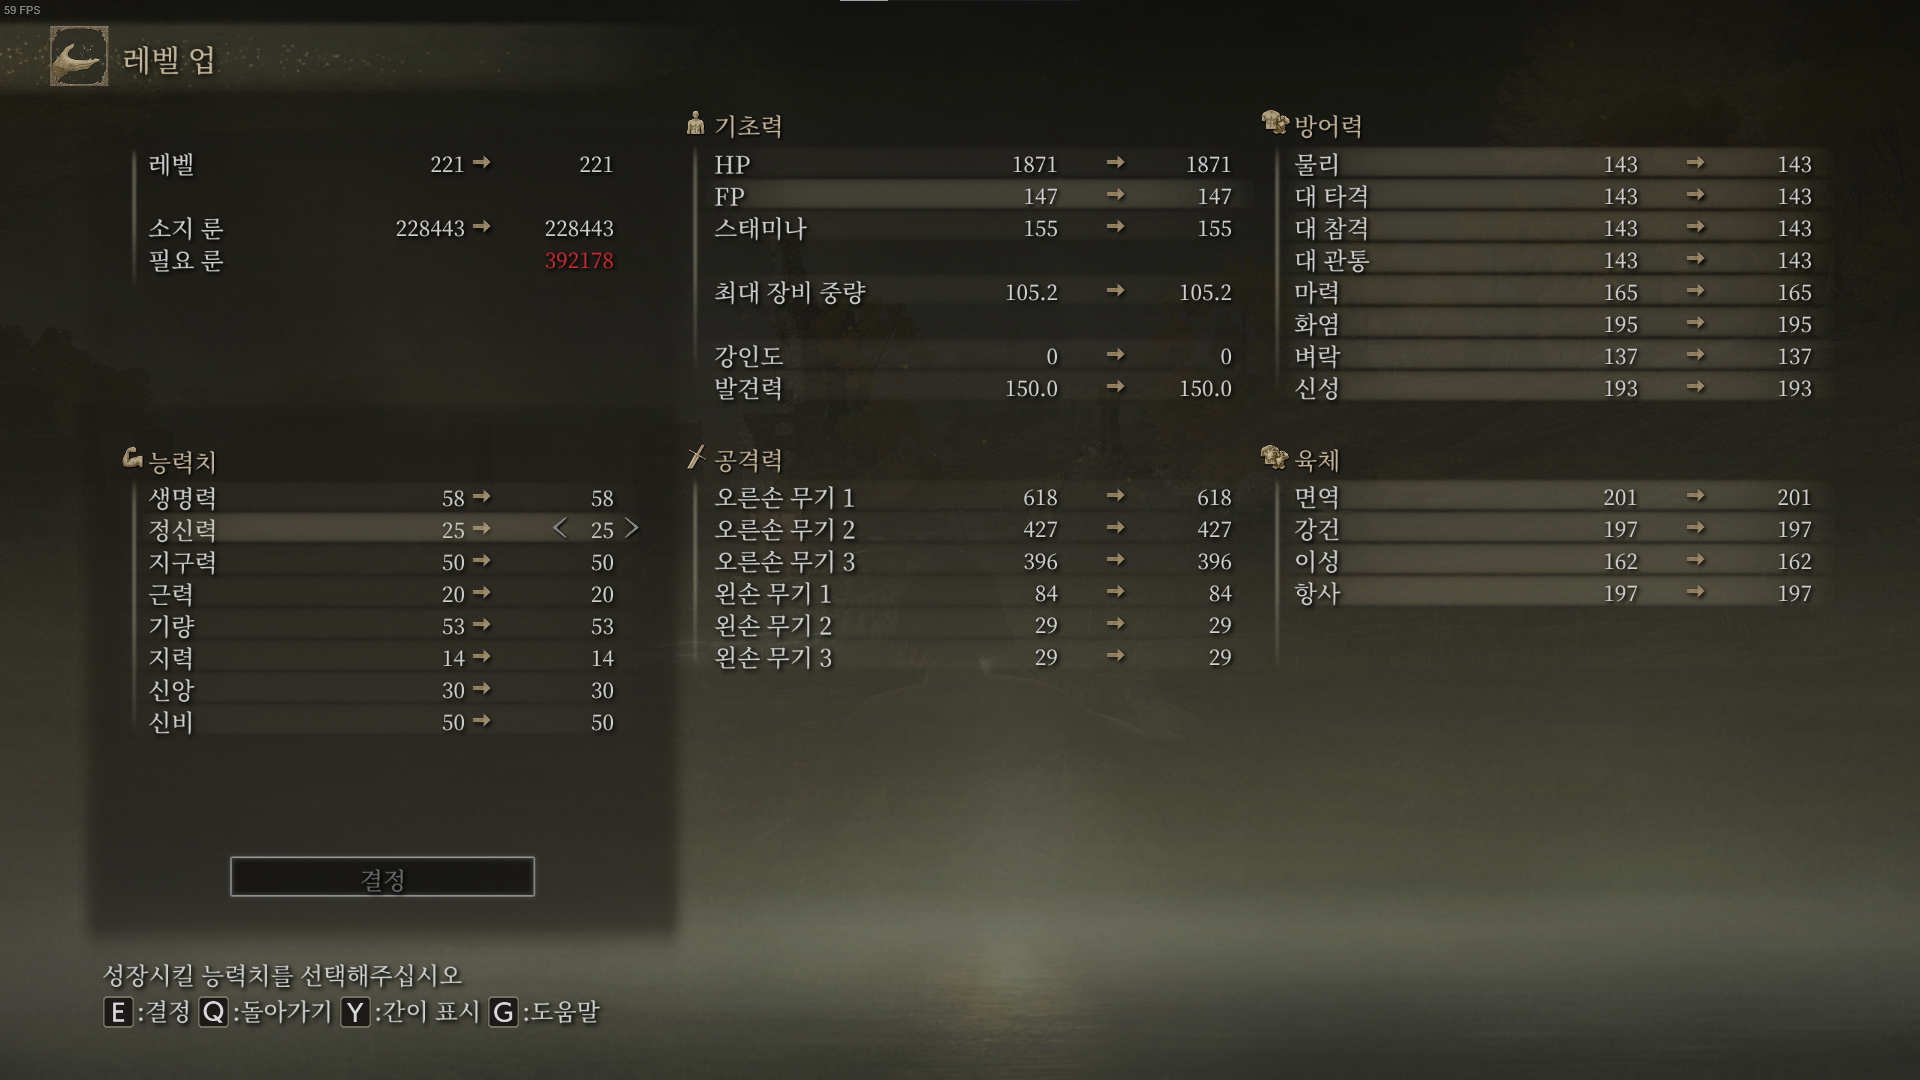 59 FPS
레벨 업
레벨 221 → 221
소지 룬 228443 → 228443
필요 룬 392178
기초력
HP 1871 → 1871
FP 147 → 147
스태미나 155 → 155
최대 장비 중량 105.2 → 105.2
강인도 0 → 0
발견력 150.0 → 150.0
방어력
물리 143 → 143
대 타격 143 → 143
대 참격 143 → 143
대 관통 143 → 143
마력 165 → 165
화염 195 → 195
벼락 137 → 137
신성 193 → 193
능력치
생명력 58 → 58
정신력 25 → < 25 >
지구력 50 → 50
근력 20 → 20
기량 53 → 53
지력 14 → 14
신앙 30 → 30
신비 50 → 50
공격력
오른손 무기 1 618 → 618
오른손 무기 2 427 → 427
오른손 무기 3 396 → 396
왼손 무기 1 84 → 84
왼손 무기 2 29 → 29
왼손 무기 3 29 → 29
육체
면역 201 → 201
강건 197 → 197
이성 162 → 162
항사 197 → 197
결정
성장시킬 능력치를 선택해주십시오
E:결정 Q:돌아가기 Y:간이 표시 G:도움말